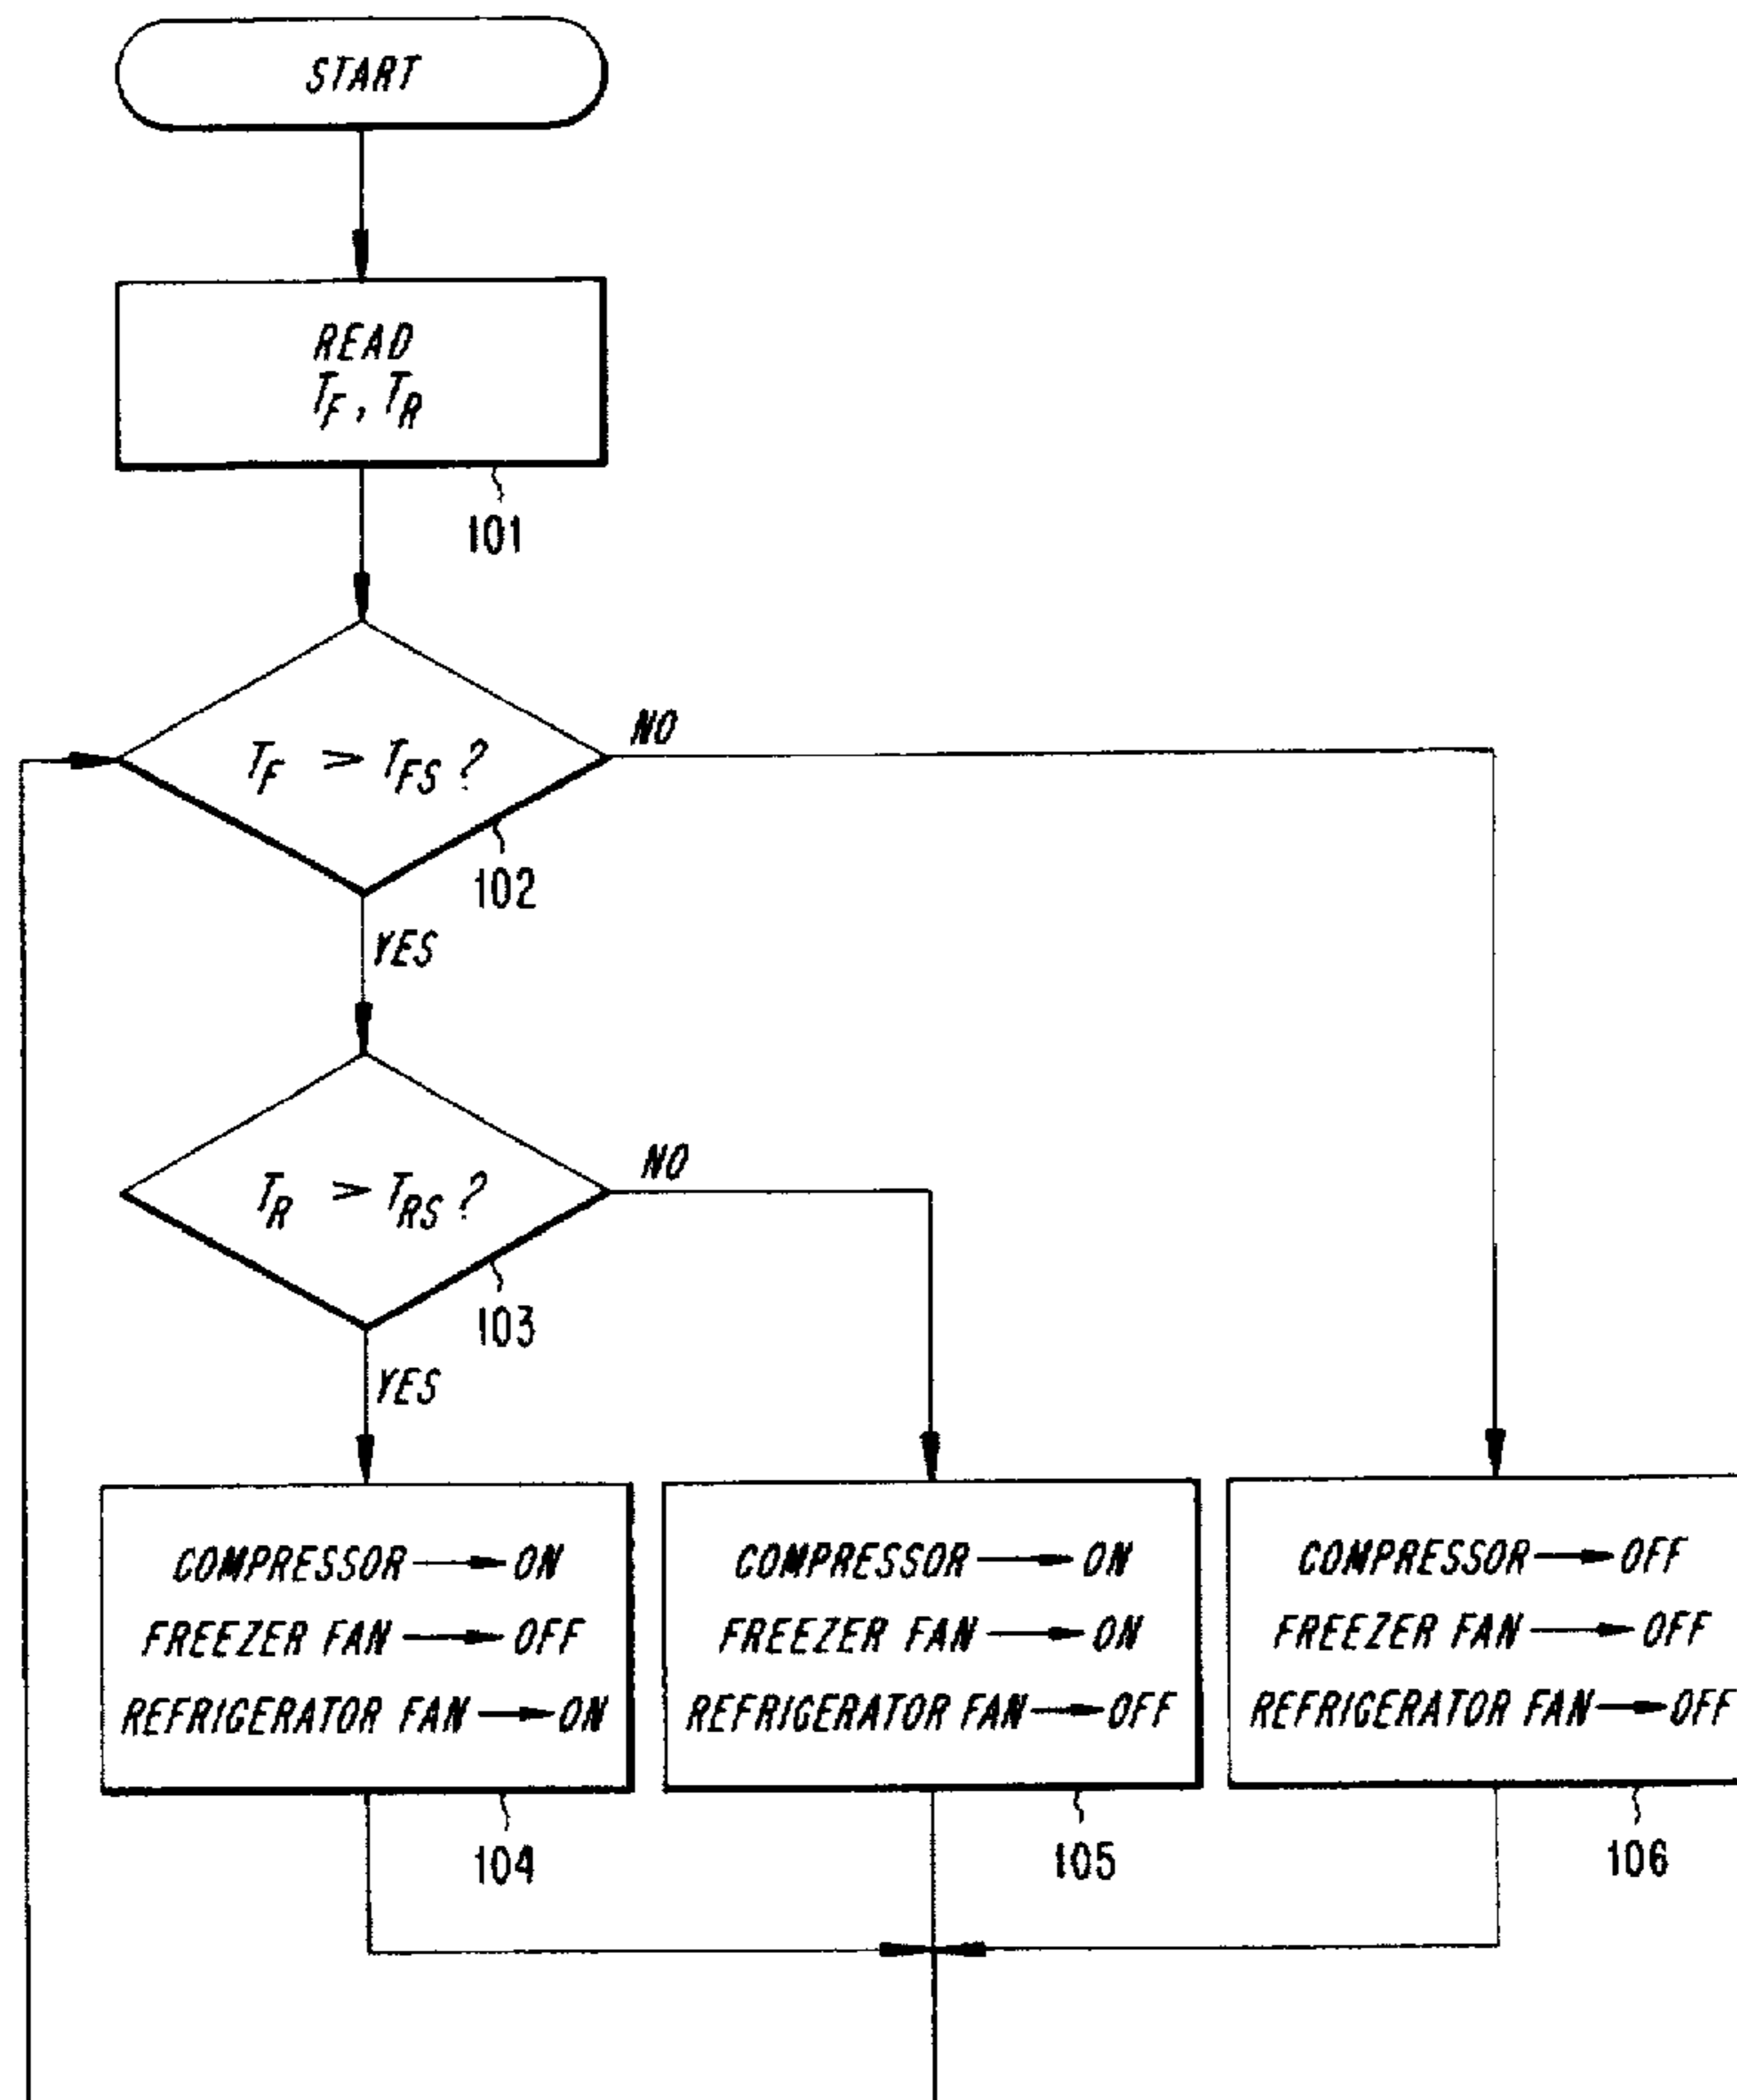 START
READ
T_F, T_R
101
T_F > T_FS ?
NO
102
YES
T_R > T_RS ?
NO
103
YES
COMPRESSOR → ON
FREEZER FAN → OFF
REFRIGERATOR FAN → ON
104
COMPRESSOR → ON
FREEZER FAN → ON
REFRIGERATOR FAN → OFF
105
COMPRESSOR → OFF
FREEZER FAN → OFF
REFRIGERATOR FAN → OFF
106